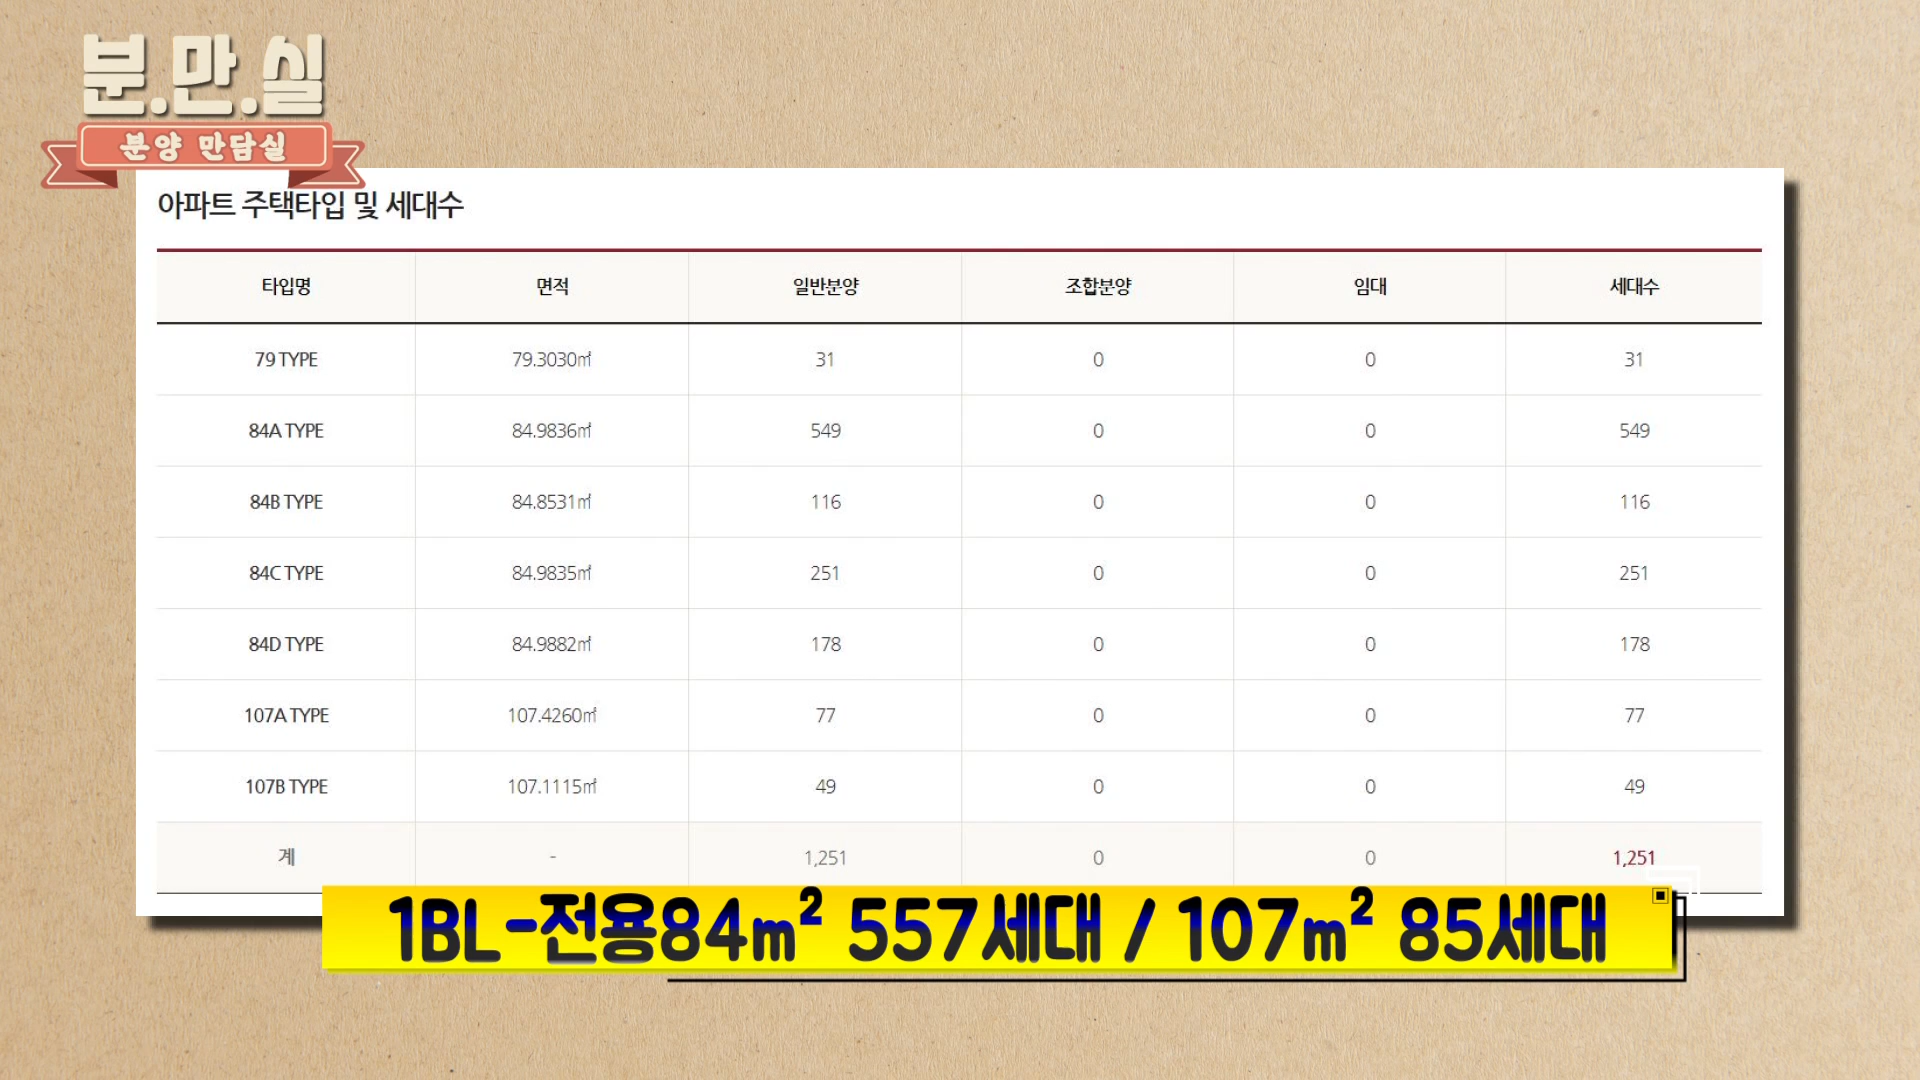 분.만.실
분양 만담실
아파트 주택타입 및 세대수
타입명 면적 일반분양 조합분양 임대 세대수
79 TYPE 79.3030㎡ 31 0 0 31
84A TYPE 84.9836㎡ 549 0 0 549
84B TYPE 84.8531㎡ 116 0 0 116
84C TYPE 84.9835㎡ 251 0 0 251
84D TYPE 84.9882㎡ 178 0 0 178
107A TYPE 107.4260㎡ 77 0 0 77
107B TYPE 107.1115㎡ 49 0 0 49
계 - 1,251 0 0 1,251
1BL-전용84m² 557세대 / 107m² 85세대